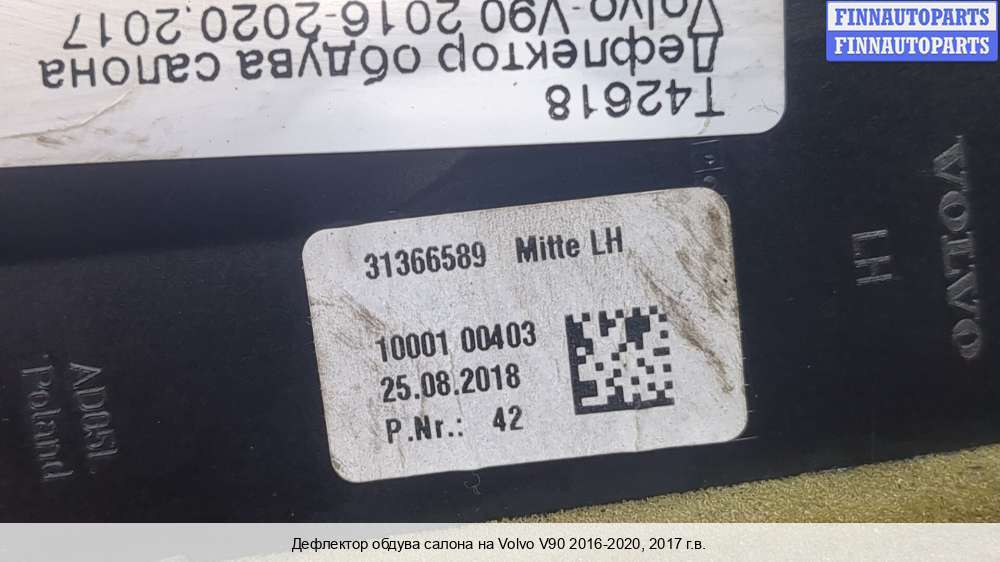 FINNAUTOPARTS
FINNAUTOPARTS
T42618
Дефлектор обдува салона
Volvo V90 2016-2020, 2017
VOLVO
LH
31366589 Mitte LH
10001 00403
25.08.2018
P.Nr.: 42
Poland
Дефлектор обдува салона на Volvo V90 2016-2020, 2017 г.в.